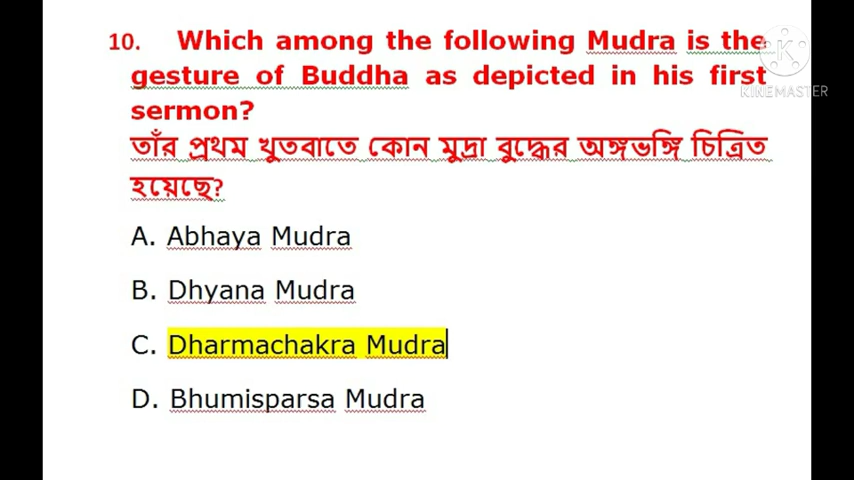 10. Which among the following Mudra is the
KINEMASTER
gesture of Buddha as depicted in his first
sermon?
তাঁর প্রথম খুতবাতে কোন মুদ্রা বুদ্ধের অঙ্গভঙ্গি চিত্রিত
হয়েছে?
A. Abhaya Mudra
B. Dhyana Mudra
C. Dharmachakra Mudra
D. Bhumisparsa Mudra